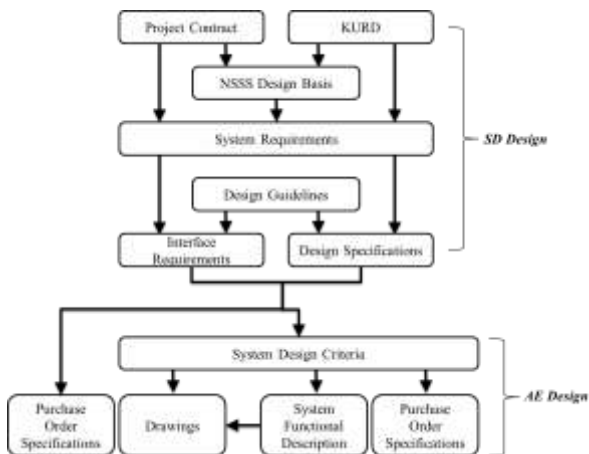 Project Contract
KURD
NSSS Design Basis
System Requirements
SD Design
Design Guidelines
Interface
Requirements
Design Specifications
System Design Criteria
Purchase
Order
Specifications
Drawings
System
Functional
Description
Purchase
Order
Specifications
AE Design